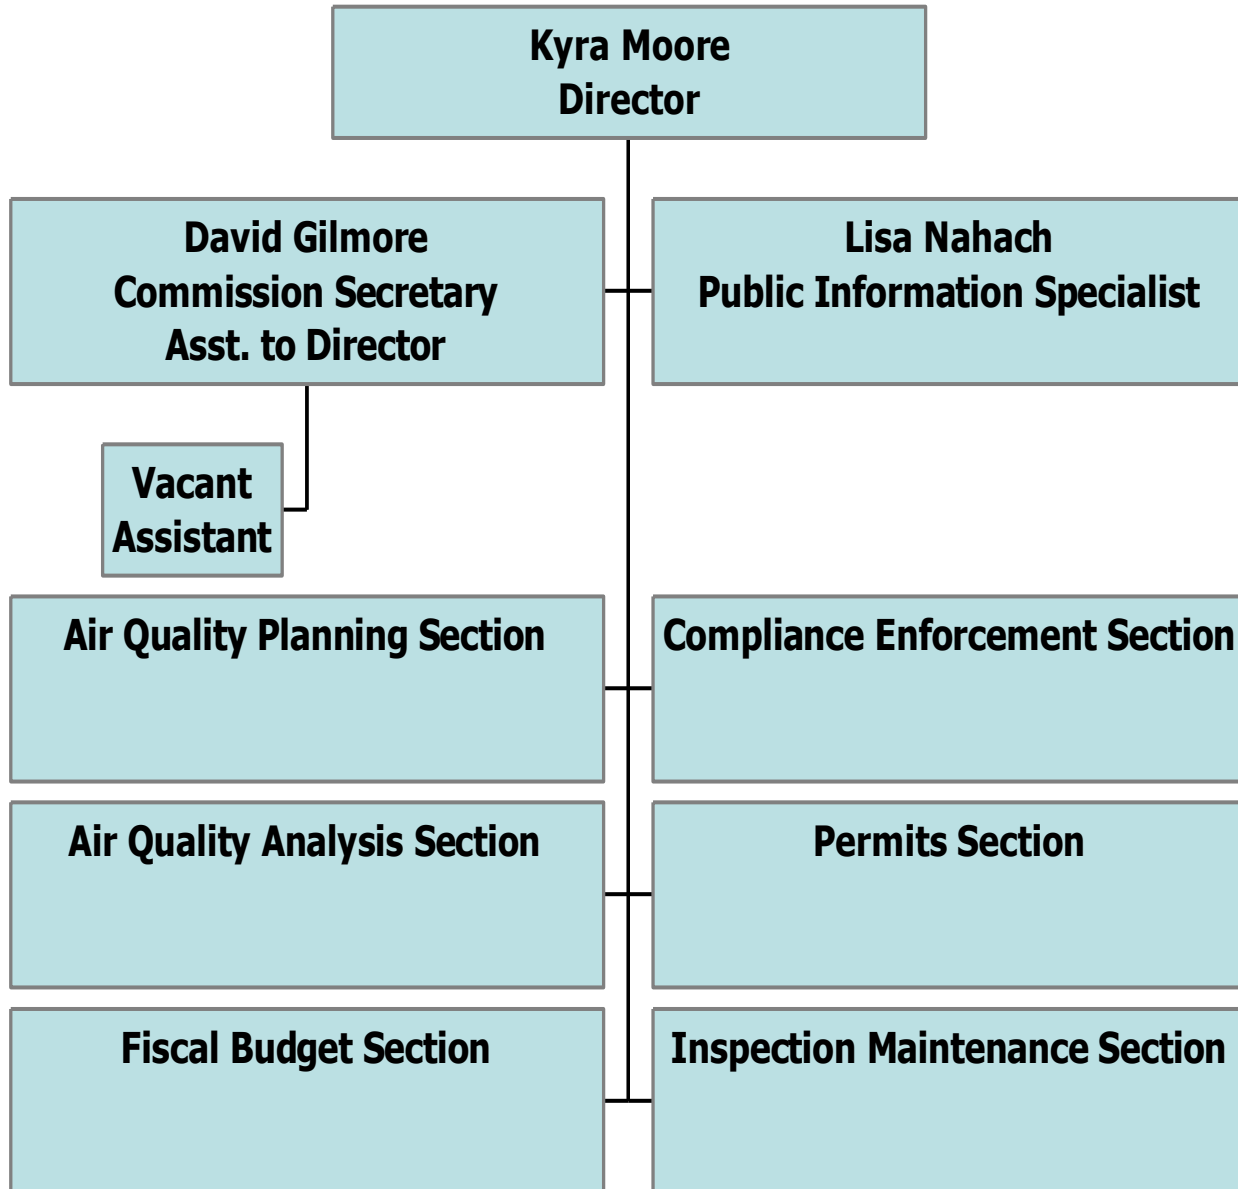 Kyra Moore
Director
David Gilmore
Commission Secretary
Asst. to Director
Lisa Nahach
Public Information Specialist
Vacant
Assistant
Air Quality Planning Section
Compliance Enforcement Section
Air Quality Analysis Section
Permits Section
Fiscal Budget Section
Inspection Maintenance Section